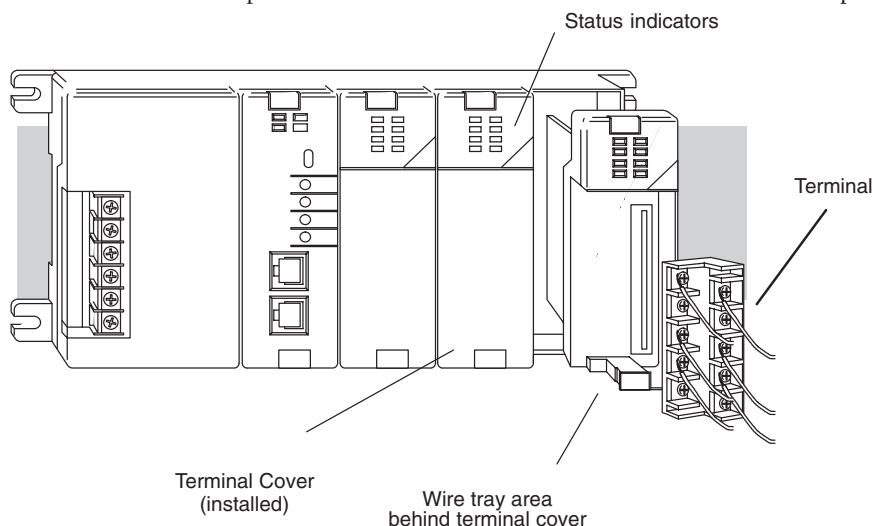 Status indicators
Terminal
Terminal Cover
(installed)
Wire tray area
behind terminal cover